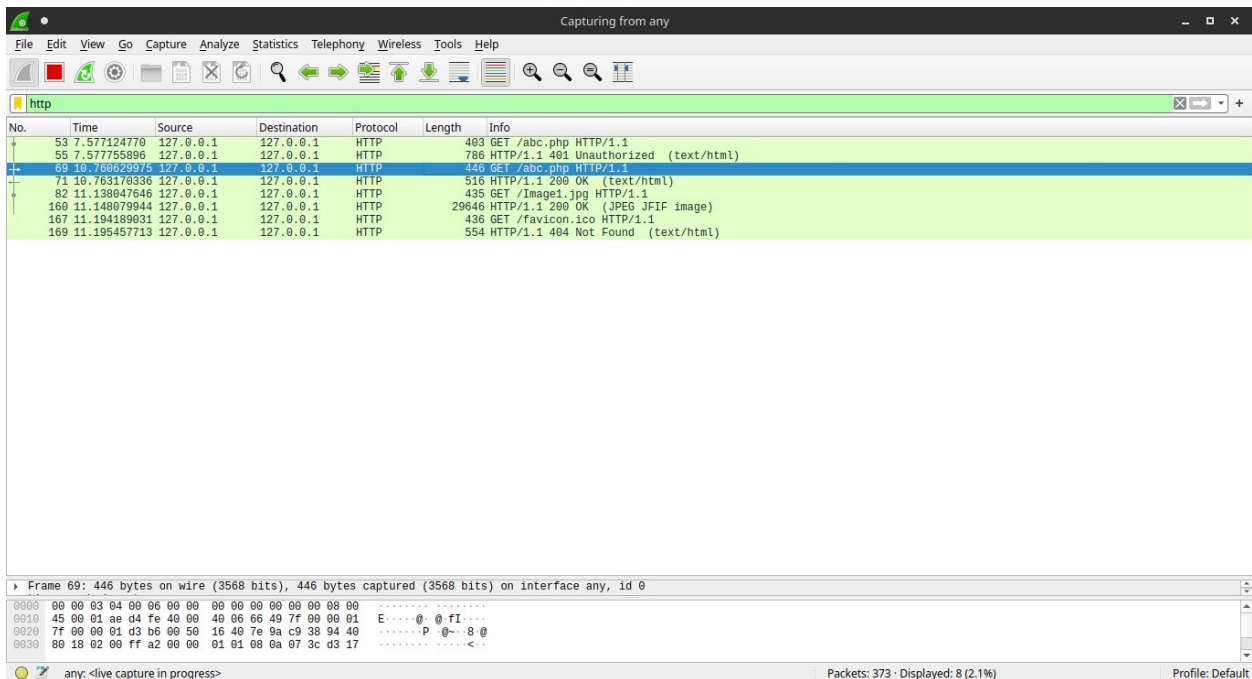 Capturing from any
File Edit View Go Capture Analyze Statistics Telephony Wireless Tools Help
http
No. Time Source Destination Protocol Length Info
53 7.577124770 127.0.0.1 127.0.0.1 HTTP 403 GET /abc.php HTTP/1.1
55 7.577755896 127.0.0.1 127.0.0.1 HTTP 786 HTTP/1.1 401 Unauthorized (text/html)
69 10.760629975 127.0.0.1 127.0.0.1 HTTP 446 GET /abc.php HTTP/1.1
71 10.763170336 127.0.0.1 127.0.0.1 HTTP 516 HTTP/1.1 200 OK (text/html)
82 11.138047646 127.0.0.1 127.0.0.1 HTTP 435 GET /Image1.jpg HTTP/1.1
160 11.148079944 127.0.0.1 127.0.0.1 HTTP 29646 HTTP/1.1 200 OK (JPEG JFIF image)
167 11.194189031 127.0.0.1 127.0.0.1 HTTP 436 GET /favicon.ico HTTP/1.1
169 11.195457713 127.0.0.1 127.0.0.1 HTTP 554 HTTP/1.1 404 Not Found (text/html)
Frame 69: 446 bytes on wire (3568 bits), 446 bytes captured (3568 bits) on interface any, id 0
0000 00 00 03 04 00 06 00 00 00 00 00 00 00 00 08 00 ········ ········
0010 45 00 01 ae d4 fe 40 00 40 06 66 49 7f 00 00 01 E·····@· @·fI····
0020 7f 00 00 01 d3 b6 00 50 16 40 7e 9a c9 38 94 40 ·······P ·@~··8·@
0030 80 18 02 00 ff a2 00 00 01 01 08 0a 07 3c d3 17 ········ ·····<··
any: <live capture in progress> Packets: 373 · Displayed: 8 (2.1%) Profile: Default